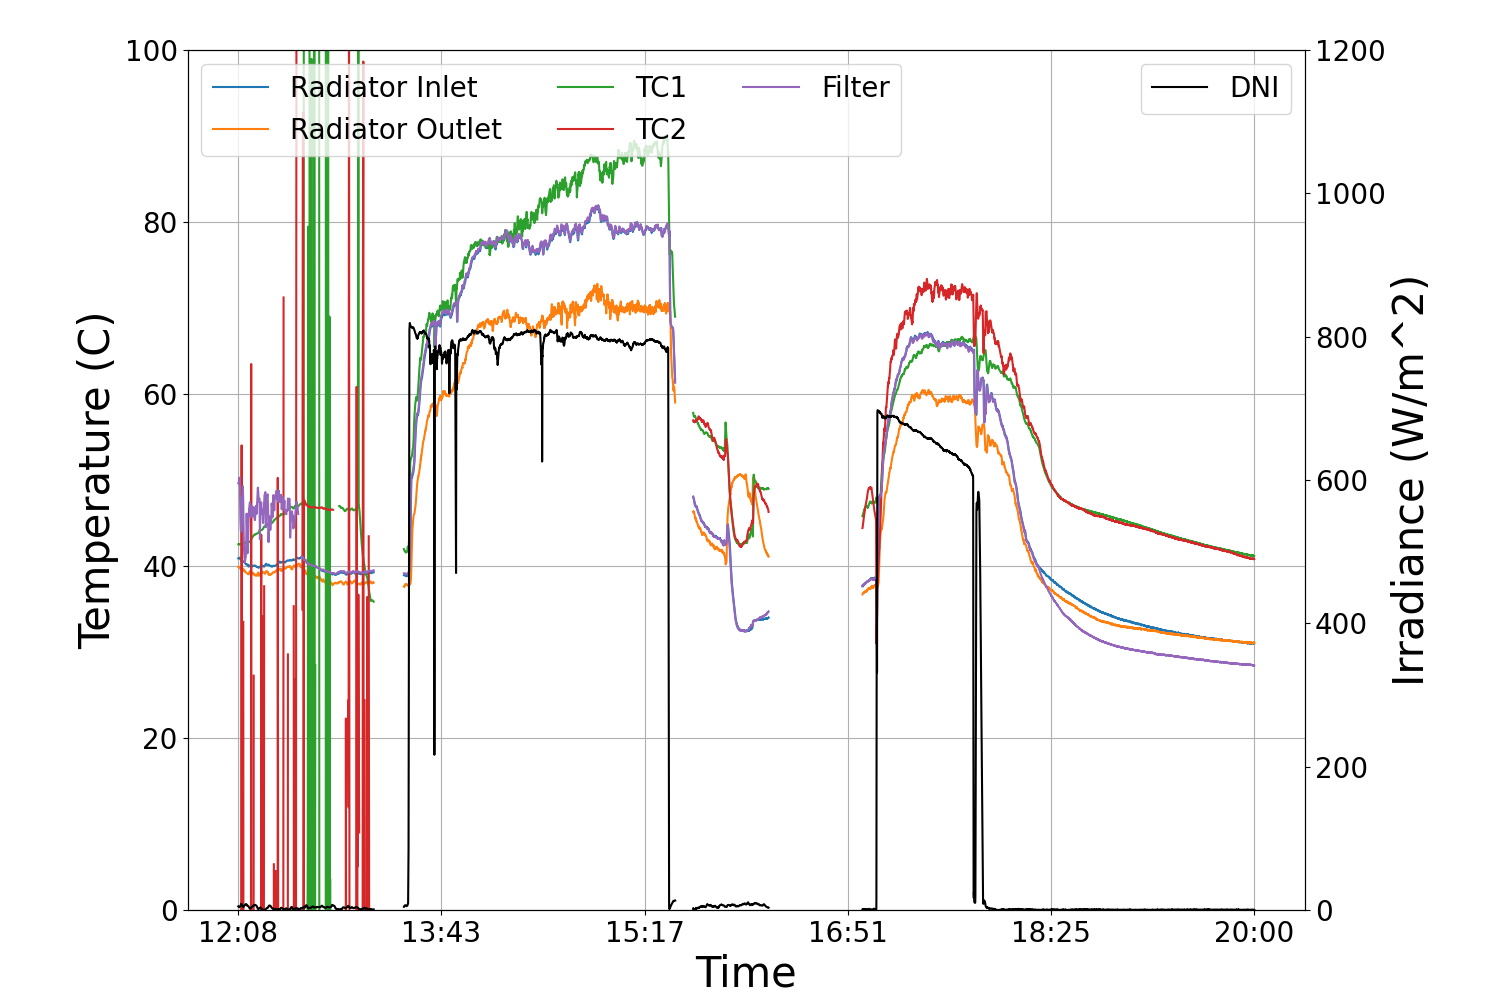 100
80
60
40
20
0
Temperature (C)
Radiator Inlet
Radiator Outlet
TC1
TC2
Filter
DNI
1200
1000
800
600
400
200
0
Irradiance (W/m^2)
12:08
13:43
15:17
16:51
18:25
20:00
Time